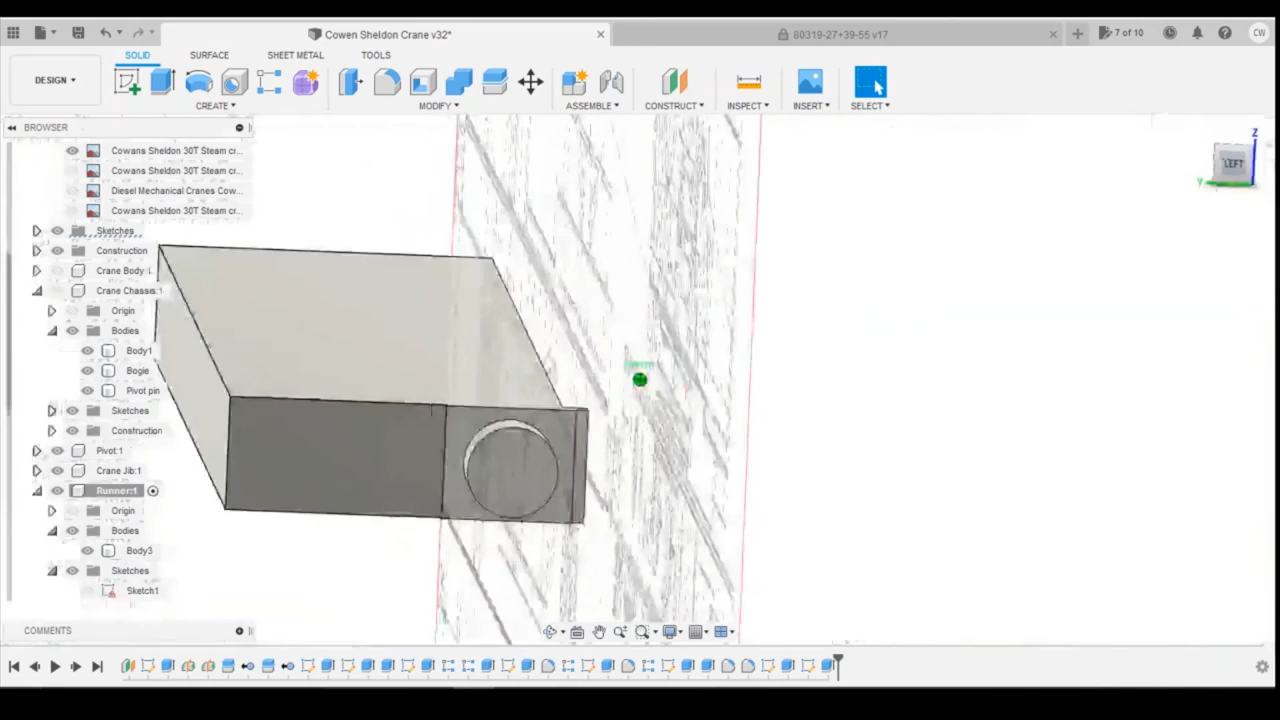 Cowen Sheldon Crane v32*
80319-27+39-55 v17
7 of 10
CW
DESIGN
SOLID
SURFACE
SHEET METAL
TOOLS
CREATE
MODIFY
ASSEMBLE
CONSTRUCT
INSPECT
INSERT
SELECT
BROWSER
Cowans Sheldon 30T Steam cr...
Cowans Sheldon 30T Steam cr...
Diesel Mechanical Cranes Cow...
Cowans Sheldon 30T Steam cr...
Sketches
Construction
Crane Body
Crane Chassis:1
Origin
Bodies
Body1
Bogie
Pivot pin
Sketches
Construction
Pivot:1
Crane Jib:1
Runner:1
Origin
Bodies
Body3
Sketches
Sketch1
COMMENTS
LEFT
Z
Y